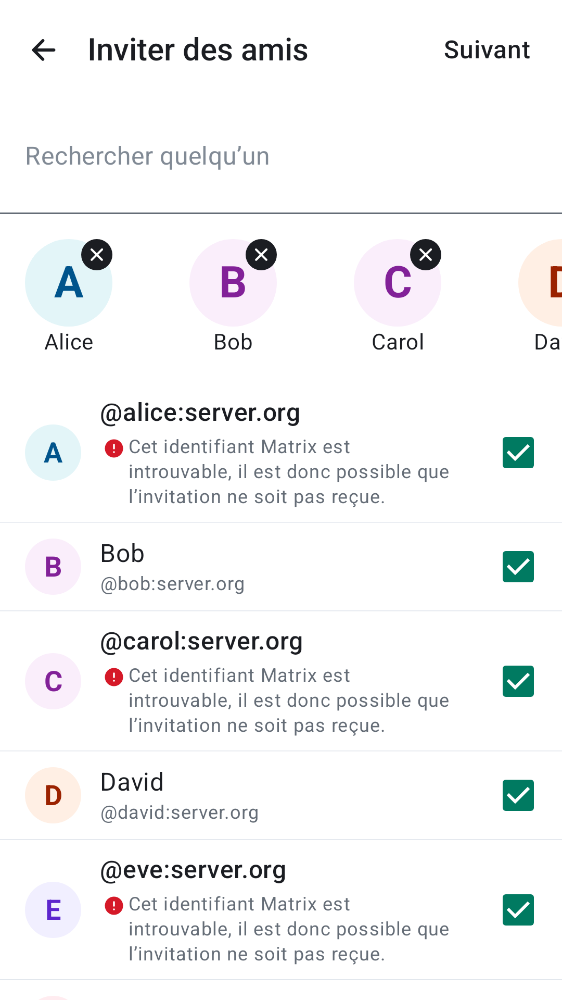 Inviter des amis
Suivant
Rechercher quelqu’un
A
B
C
Alice
Bob
Carol
Da
A
@alice:server.org
Cet identifiant Matrix est
introuvable, il est donc possible que
l’invitation ne soit pas reçue.
B
Bob
@bob:server.org
C
@carol:server.org
Cet identifiant Matrix est
introuvable, il est donc possible que
l’invitation ne soit pas reçue.
D
David
@david:server.org
E
@eve:server.org
Cet identifiant Matrix est
introuvable, il est donc possible que
l’invitation ne soit pas reçue.